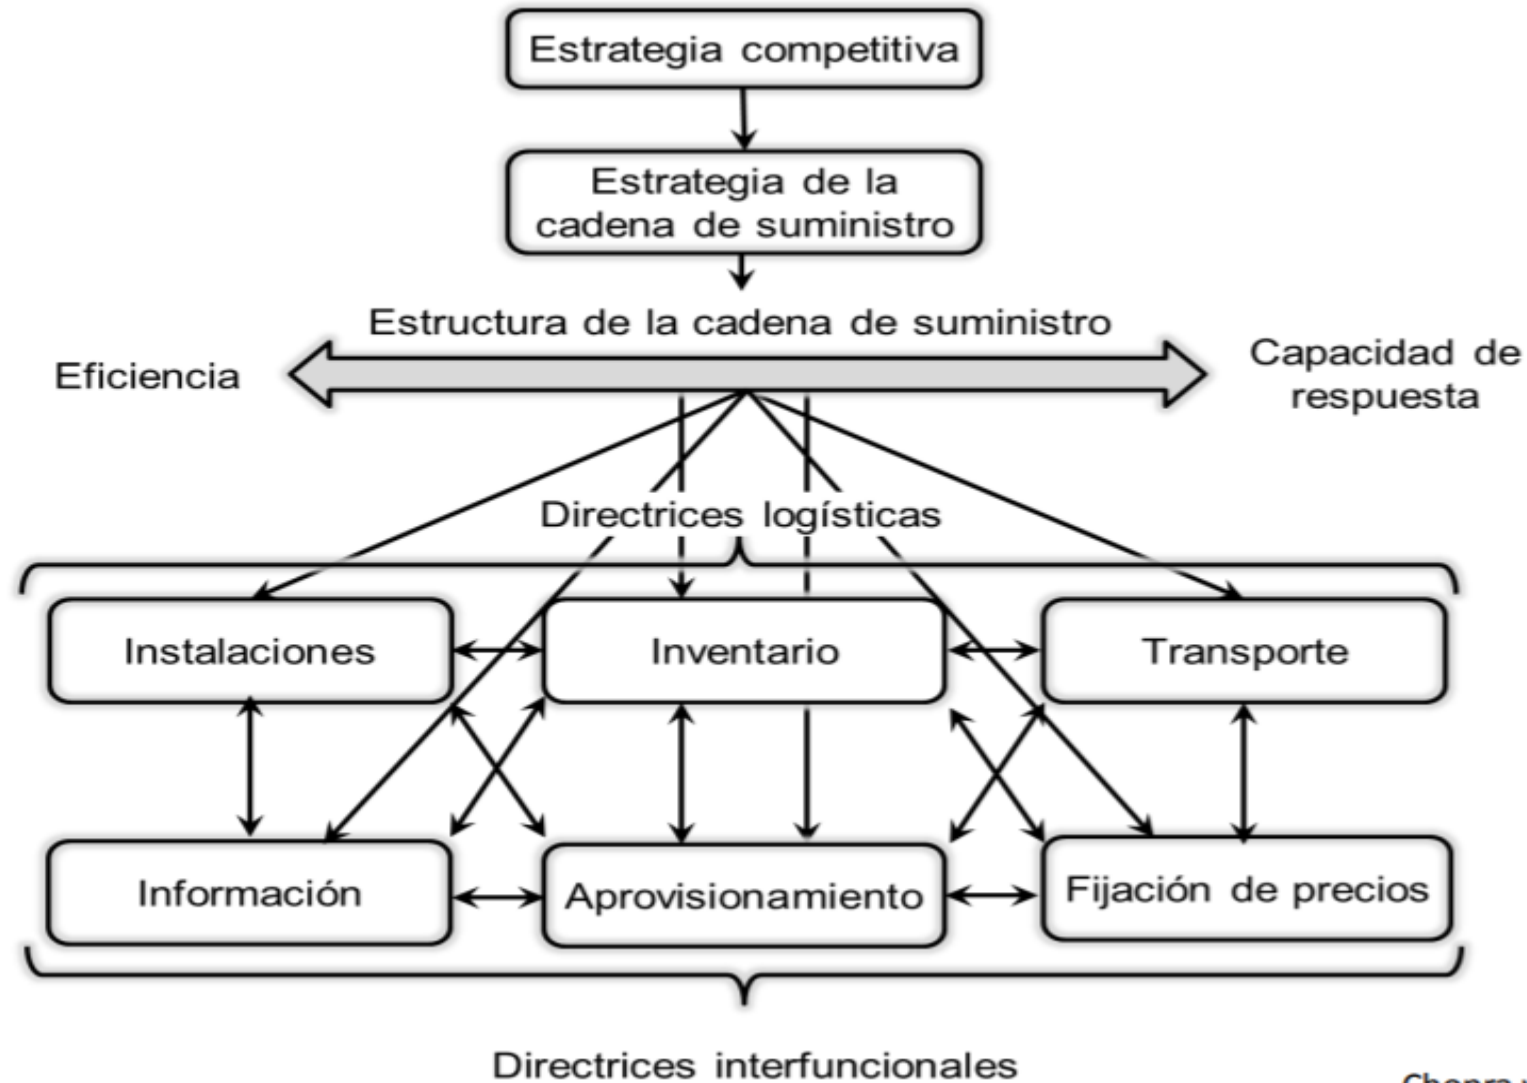 Estrategia competitiva
Estrategia de la
cadena de suministro
Estructura de la cadena de suministro
Eficiencia
Capacidad de
respuesta
Directrices logísticas
Instalaciones
Inventario
Transporte
Información
Aprovisionamiento
Fijación de precios
Directrices interfuncionales